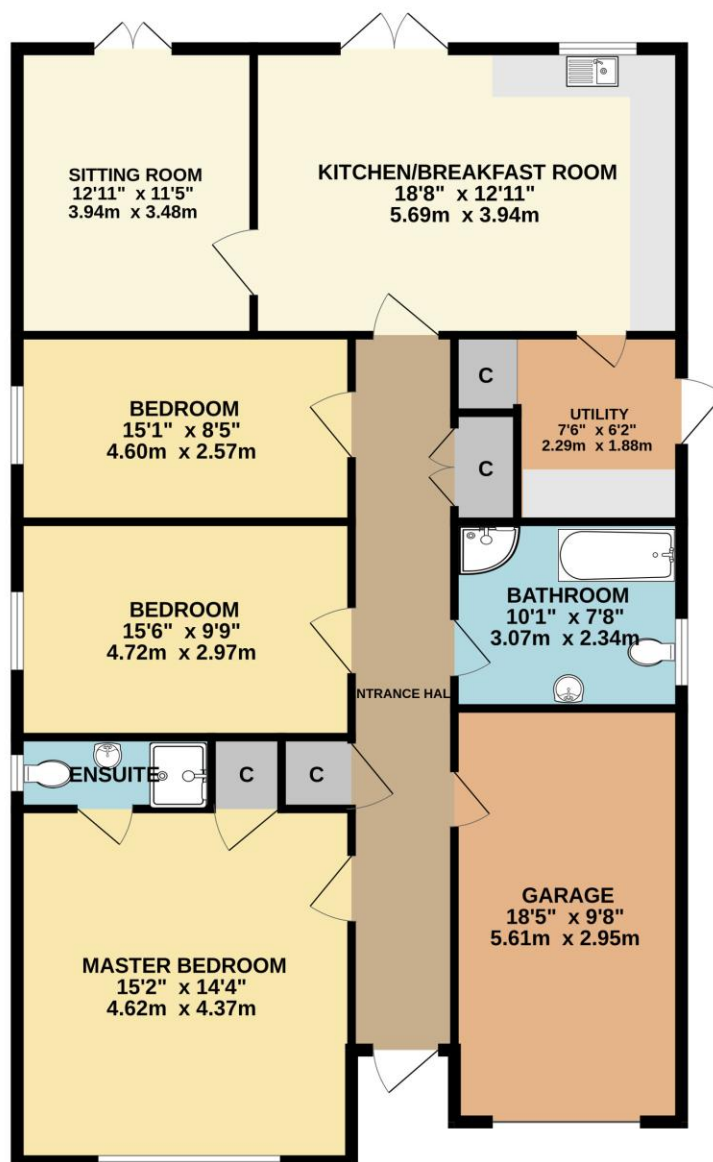 SITTING ROOM
12'11" x 11'5"
3.94m x 3.48m
KITCHEN/BREAKFAST ROOM
18'8" x 12'11"
5.69m x 3.94m
BEDROOM
15'1" x 8'5"
4.60m x 2.57m
C
C
UTILITY
7'6" x 6'2"
2.29m x 1.88m
BEDROOM
15'6" x 9'9"
4.72m x 2.97m
BATHROOM
10'1" x 7'8"
3.07m x 2.34m
NTRANCE HAL
ENSUITE
C
C
MASTER BEDROOM
15'2" x 14'4"
4.62m x 4.37m
GARAGE
18'5" x 9'8"
5.61m x 2.95m